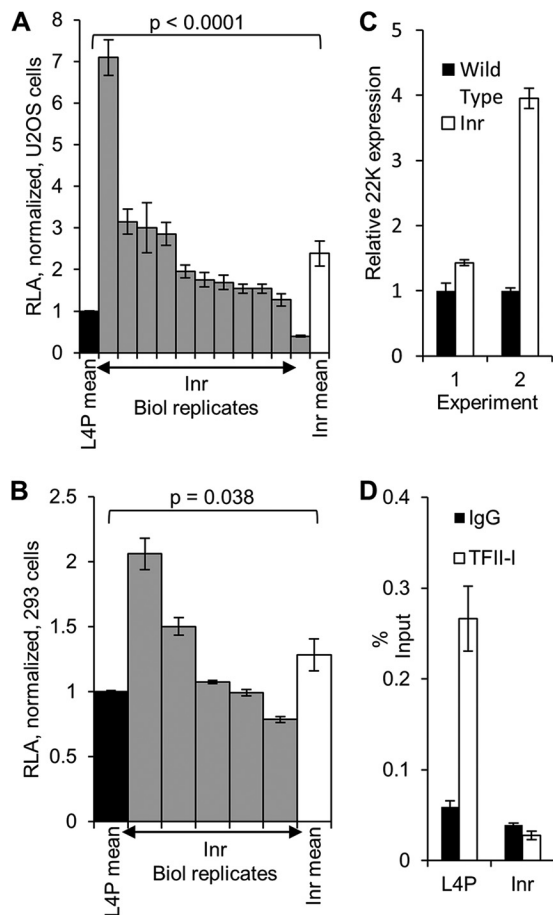 A
p < 0.0001
RLA, normalized, U2OS cells
8
7
6
5
4
3
2
1
0
L4P mean
Inr
Biol replicates
Inr mean
B
p = 0.038
RLA, normalized, 293 cells
2.5
2
1.5
1
0.5
0
L4P mean
Inr
Biol replicates
Inr mean
C
Wild
Type
Inr
Relative 22K expression
5
4
3
2
1
0
1 2
Experiment
D
IgG
TFII-I
%
Input
0.4
0.3
0.2
0.1
0
L4P Inr